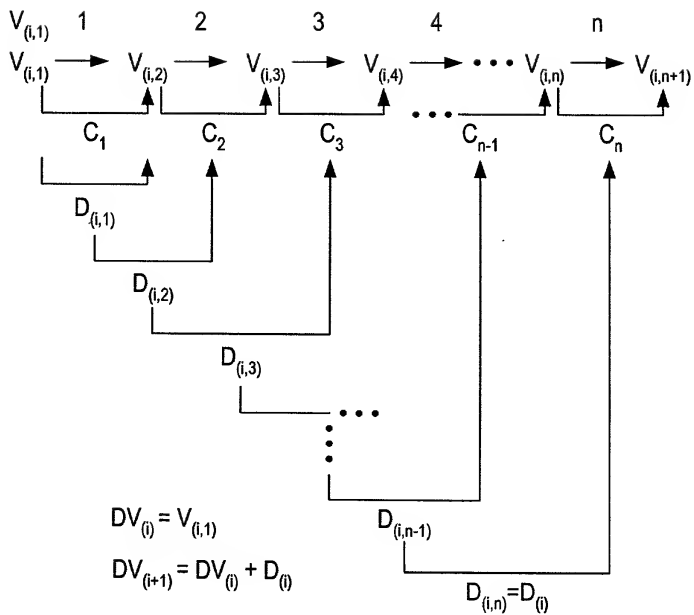 V(i,1) 1 2 3 4 n
V(i,1) V(i,2) V(i,3) V(i,4) ••• V(i,n) V(i,n+1)
C1 C2 C3 ••• Cn-1 Cn
D(i,1)
D(i,2)
D(i,3)
•••
DV(i) = V(i,1)
D(i,n-1)
DV(i+1) = DV(i) + D(i)
D(i,n)=D(i)